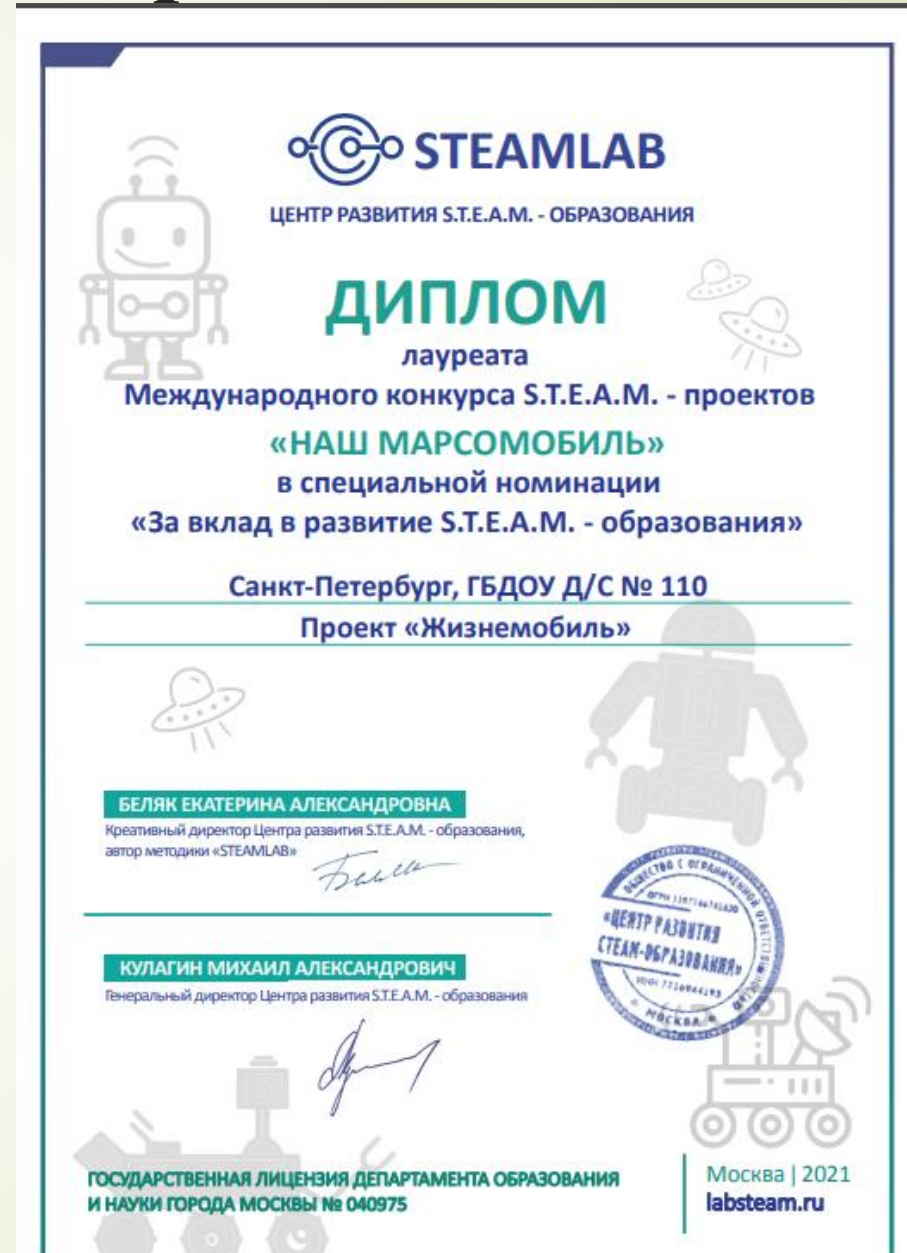 STEAMLAB
ЦЕНТР РАЗВИТИЯ S.T.E.A.M. - ОБРАЗОВАНИЯ
ДИПЛОМ
лауреата
Международного конкурса S.T.E.A.M. - проектов
«НАШ МАРСОМОБИЛЬ»
в специальной номинации
«За вклад в развитие S.T.E.A.M. - образования»
Санкт-Петербург, ГБДОУ Д/С № 110
Проект «Жизнемобиль»
БЕЛЯК ЕКАТЕРИНА АЛЕКСАНДРОВНА
Креативный директор Центра развития S.T.E.A.M. - образования,
автор методики «STEAMLAB»
КУЛАГИН МИХАИЛ АЛЕКСАНДРОВИЧ
Генеральный директор Центра развития S.T.E.A.M. - образования
ОБЩЕСТВО С ОГРАНИЧЕННОЙ
«ЦЕНТР РАЗВИТИЯ
СТЕАМ-ОБРАЗОВАНИЯ»
МОСКВА
ГОСУДАРСТВЕННАЯ ЛИЦЕНЗИЯ ДЕПАРТАМЕНТА ОБРАЗОВАНИЯ
И НАУКИ ГОРОДА МОСКВЫ № 040975
Москва | 2021
labsteam.ru